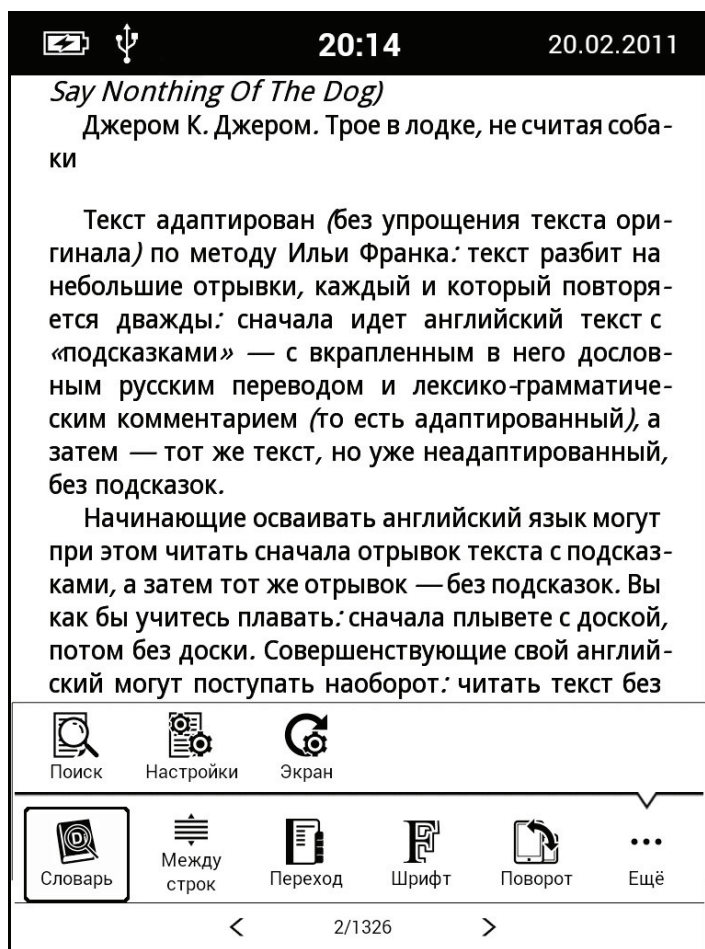 20:14 20.02.2011
Say Nonthing Of The Dog)
Джером К. Джером. Трое в лодке, не считая соба-
ки
Текст адаптирован (без упрощения текста ори-
гинала) по методу Ильи Франка: текст разбит на
небольшие отрывки, каждый и который повторя-
ется дважды: сначала идет английский текст с
«подсказками» — с вкрапленным в него дослов-
ным русским переводом и лексико-грамматиче-
ским комментарием (то есть адаптированный), а
затем — тот же текст, но уже неадаптированный,
без подсказок.
Начинающие осваивать английский язык могут
при этом читать сначала отрывок текста с подсказ-
ками, а затем тот же отрывок — без подсказок. Вы
как бы учитесь плавать: сначала плывете с доской,
потом без доски. Совершенствующие свой англий-
ский могут поступать наоборот: читать текст без
Поиск Настройки Экран
Словарь Между строк Переход Шрифт Поворот Ещё
< 2/1326 >